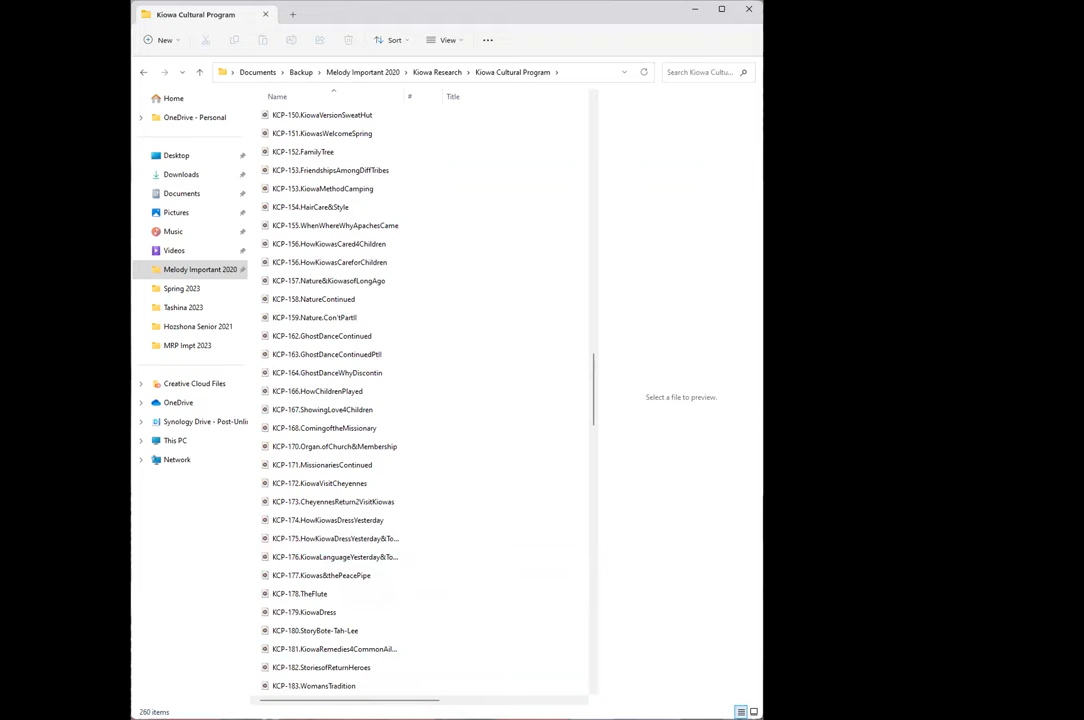 Kiowa Cultural Program
New
Sort
View
Documents > Backup > Melody Important 2020 > Kiowa Research > Kiowa Cultural Program >
Search Kiowa Cultu...
Home
OneDrive - Personal
Desktop
Downloads
Documents
Pictures
Music
Videos
Melody Important 2020
Spring 2023
Tashina 2023
Hozshona Senior 2021
MRP Impt 2023
Creative Cloud Files
OneDrive
Synology Drive - Post-Unli
This PC
Network
Name # Title
KCP-150.KiowaVersionSweatHut
KCP-151.KiowasWelcomeSpring
KCP-152.FamilyTree
KCP-153.FriendshipsAmongDiffTribes
KCP-153.KiowaMethodCamping
KCP-154.HairCare&Style
KCP-155.WhenWhereWhyApachesCame
KCP-156.HowKiowasCared4Children
KCP-156.HowKiowasCareforChildren
KCP-157.Nature&KiowasofLongAgo
KCP-158.NatureContinued
KCP-159.Nature.Con'tPartII
KCP-162.GhostDanceContinued
KCP-163.GhostDanceContinuedPtII
KCP-164.GhostDanceWhyDiscontin
KCP-166.HowChildrenPlayed
KCP-167.ShowingLove4Children
KCP-168.ComingoftheMissionary
KCP-170.Organ.ofChurch&Membership
KCP-171.MissionariesContinued
KCP-172.KiowaVisitCheyennes
KCP-173.CheyennesReturn2VisitKiowas
KCP-174.HowKiowasDressYesterday
KCP-175.HowKiowaDressYesterday&To...
KCP-176.KiowaLanguageYesterday&To...
KCP-177.Kiowas&thePeacePipe
KCP-178.TheFlute
KCP-179.KiowaDress
KCP-180.StoryBote-Tah-Lee
KCP-181.KiowaRemedies4CommonAil...
KCP-182.StoriesofReturnHeroes
KCP-183.WomansTradition
Select a file to preview.
260 items